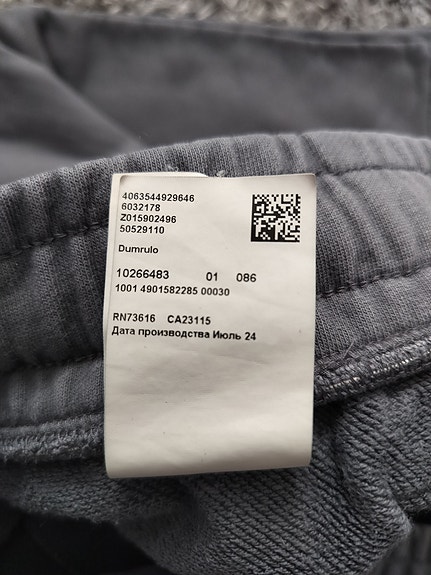 4063544929646
6032178
Z015902496
50529110
Dumrulo
10266483 01 086
1001 4901582285 00030
RN73616 CA23115
Дата производства Июль 24